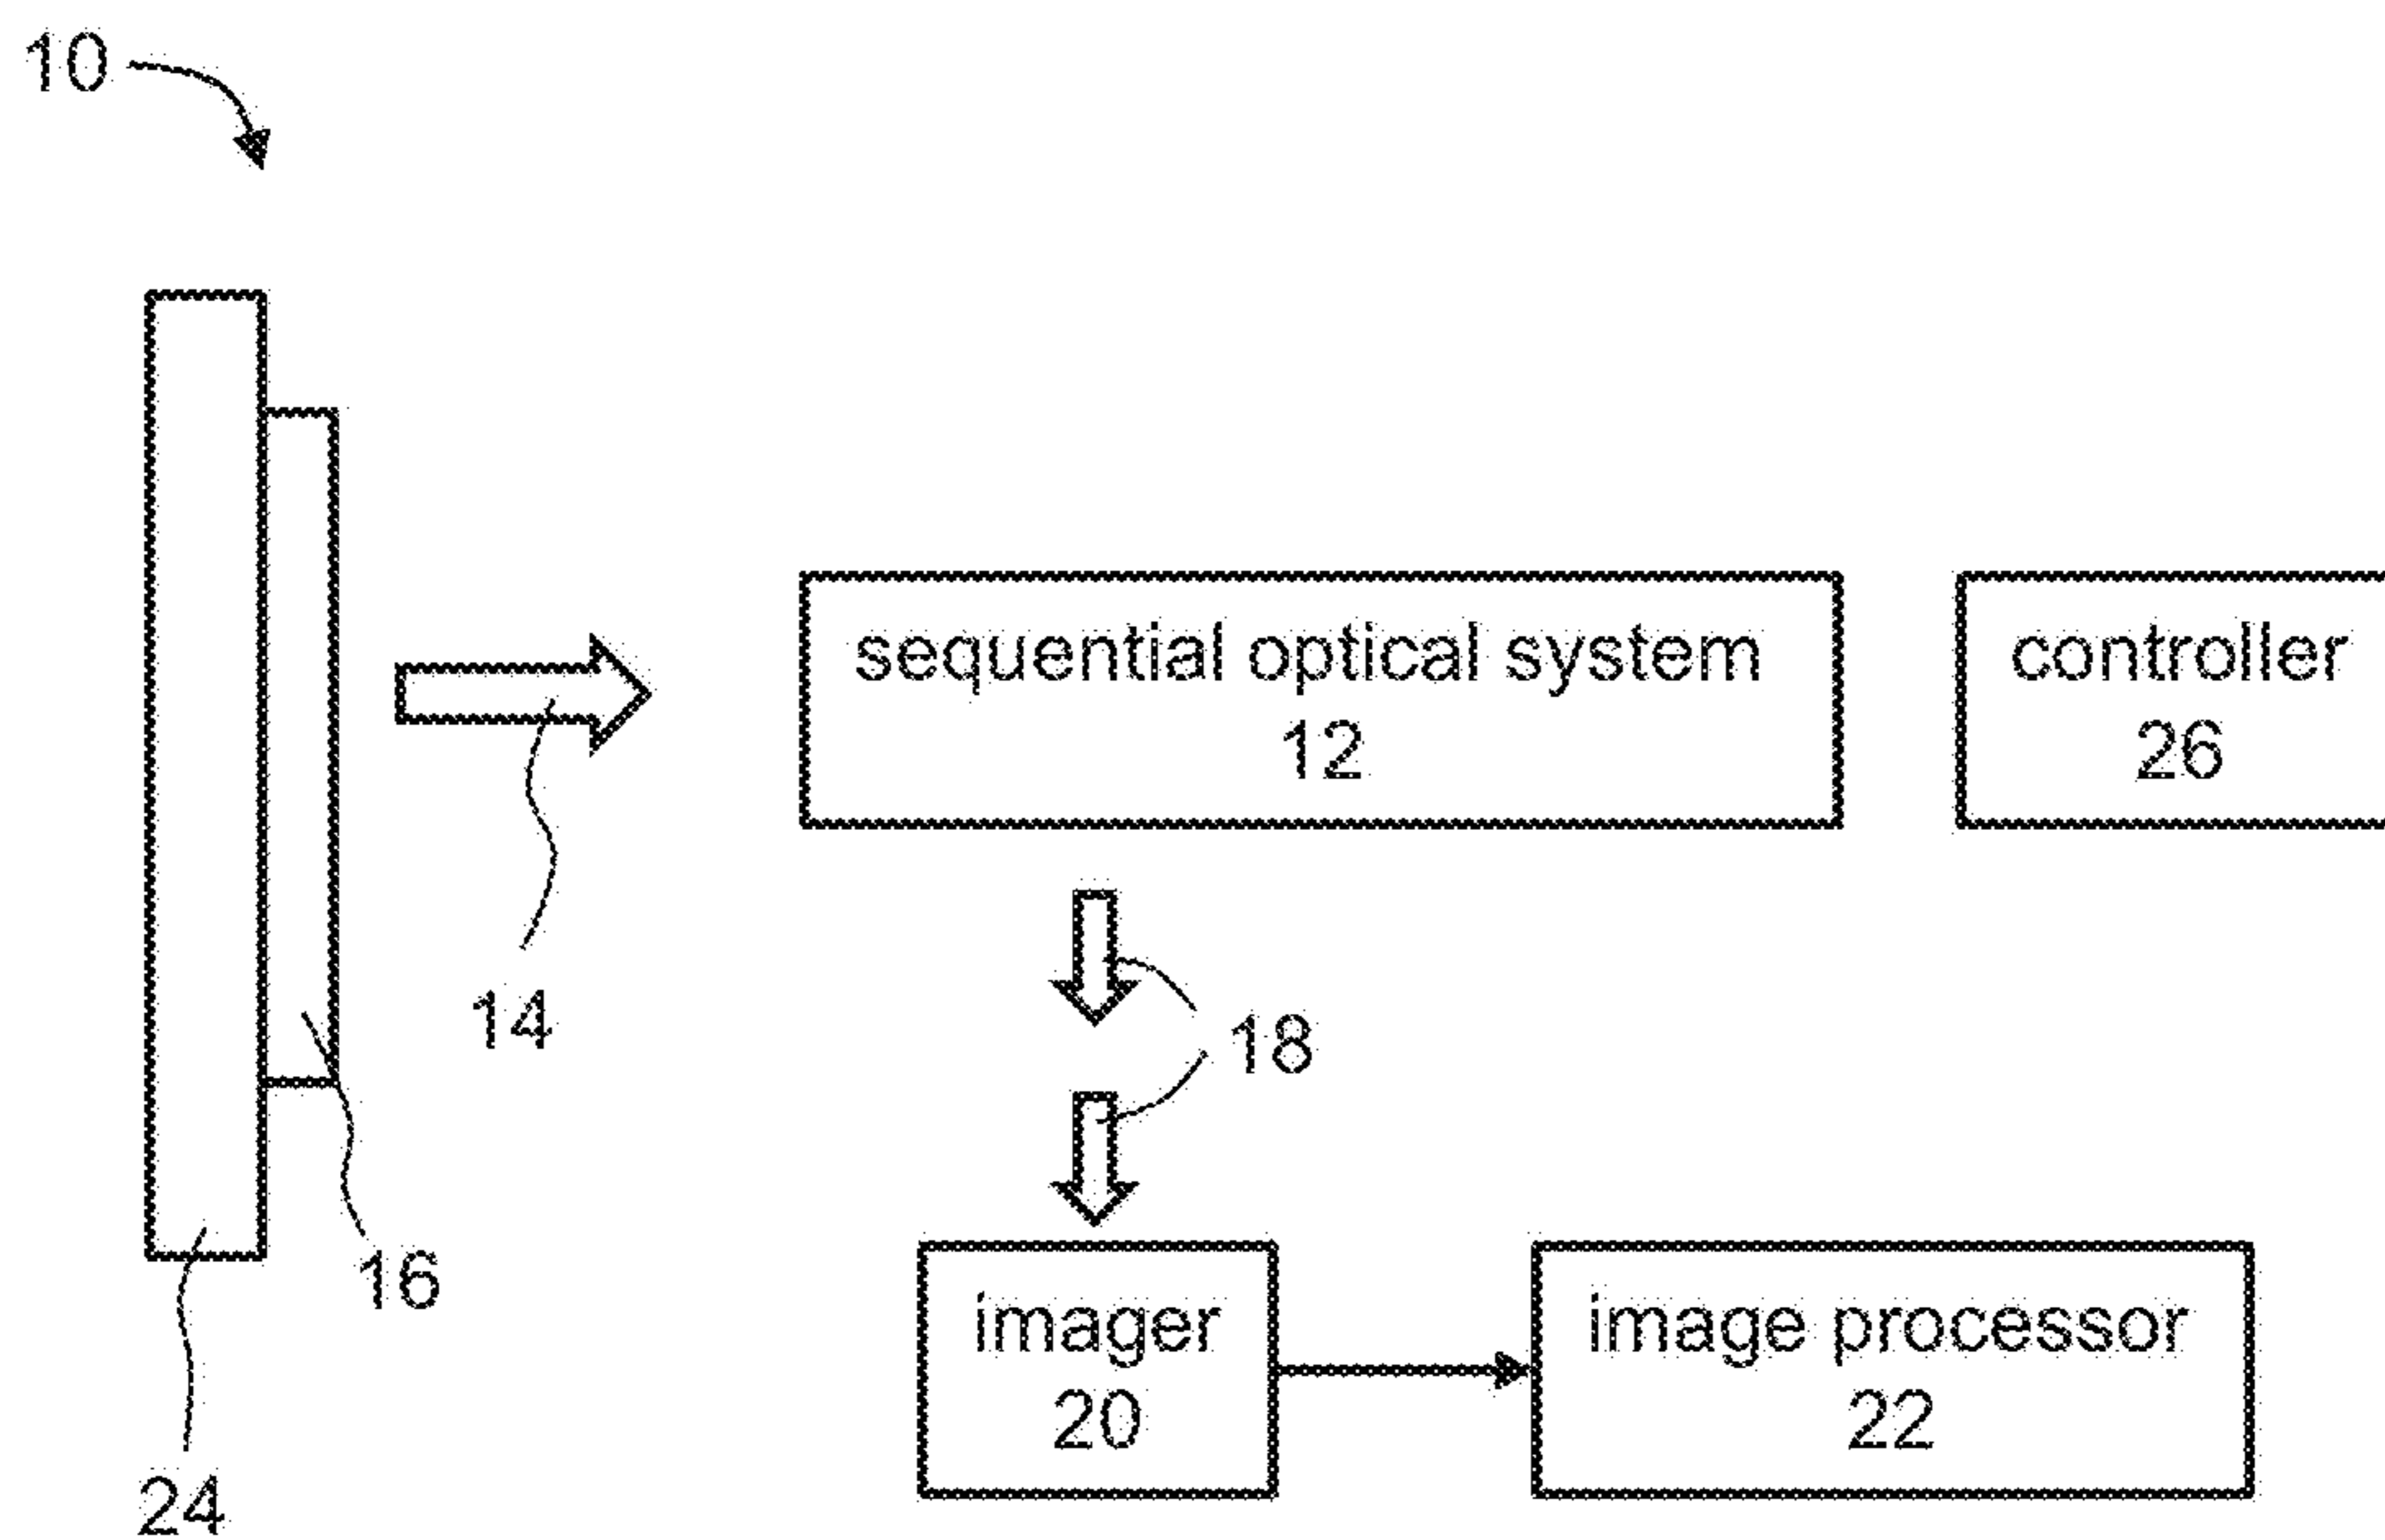 10
sequential optical system
12
controller
26
14
18
16
imager
20
image processor
22
24